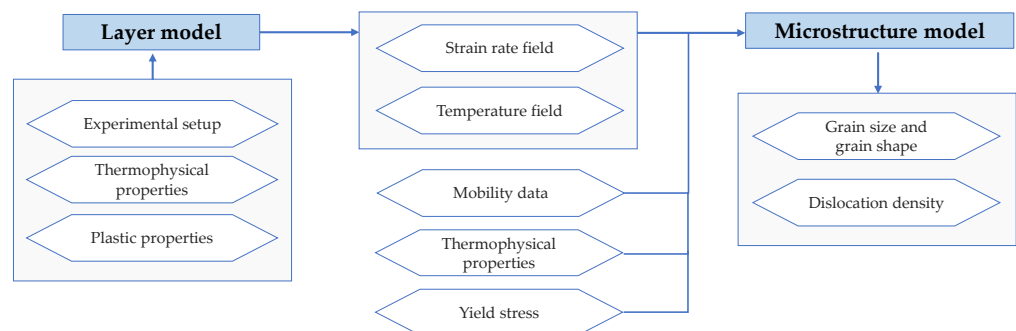 Layer model
Experimental setup
Thermophysical
properties
Plastic properties
Strain rate field
Temperature field
Mobility data
Thermophysical
properties
Yield stress
Microstructure model
Grain size and
grain shape
Dislocation density